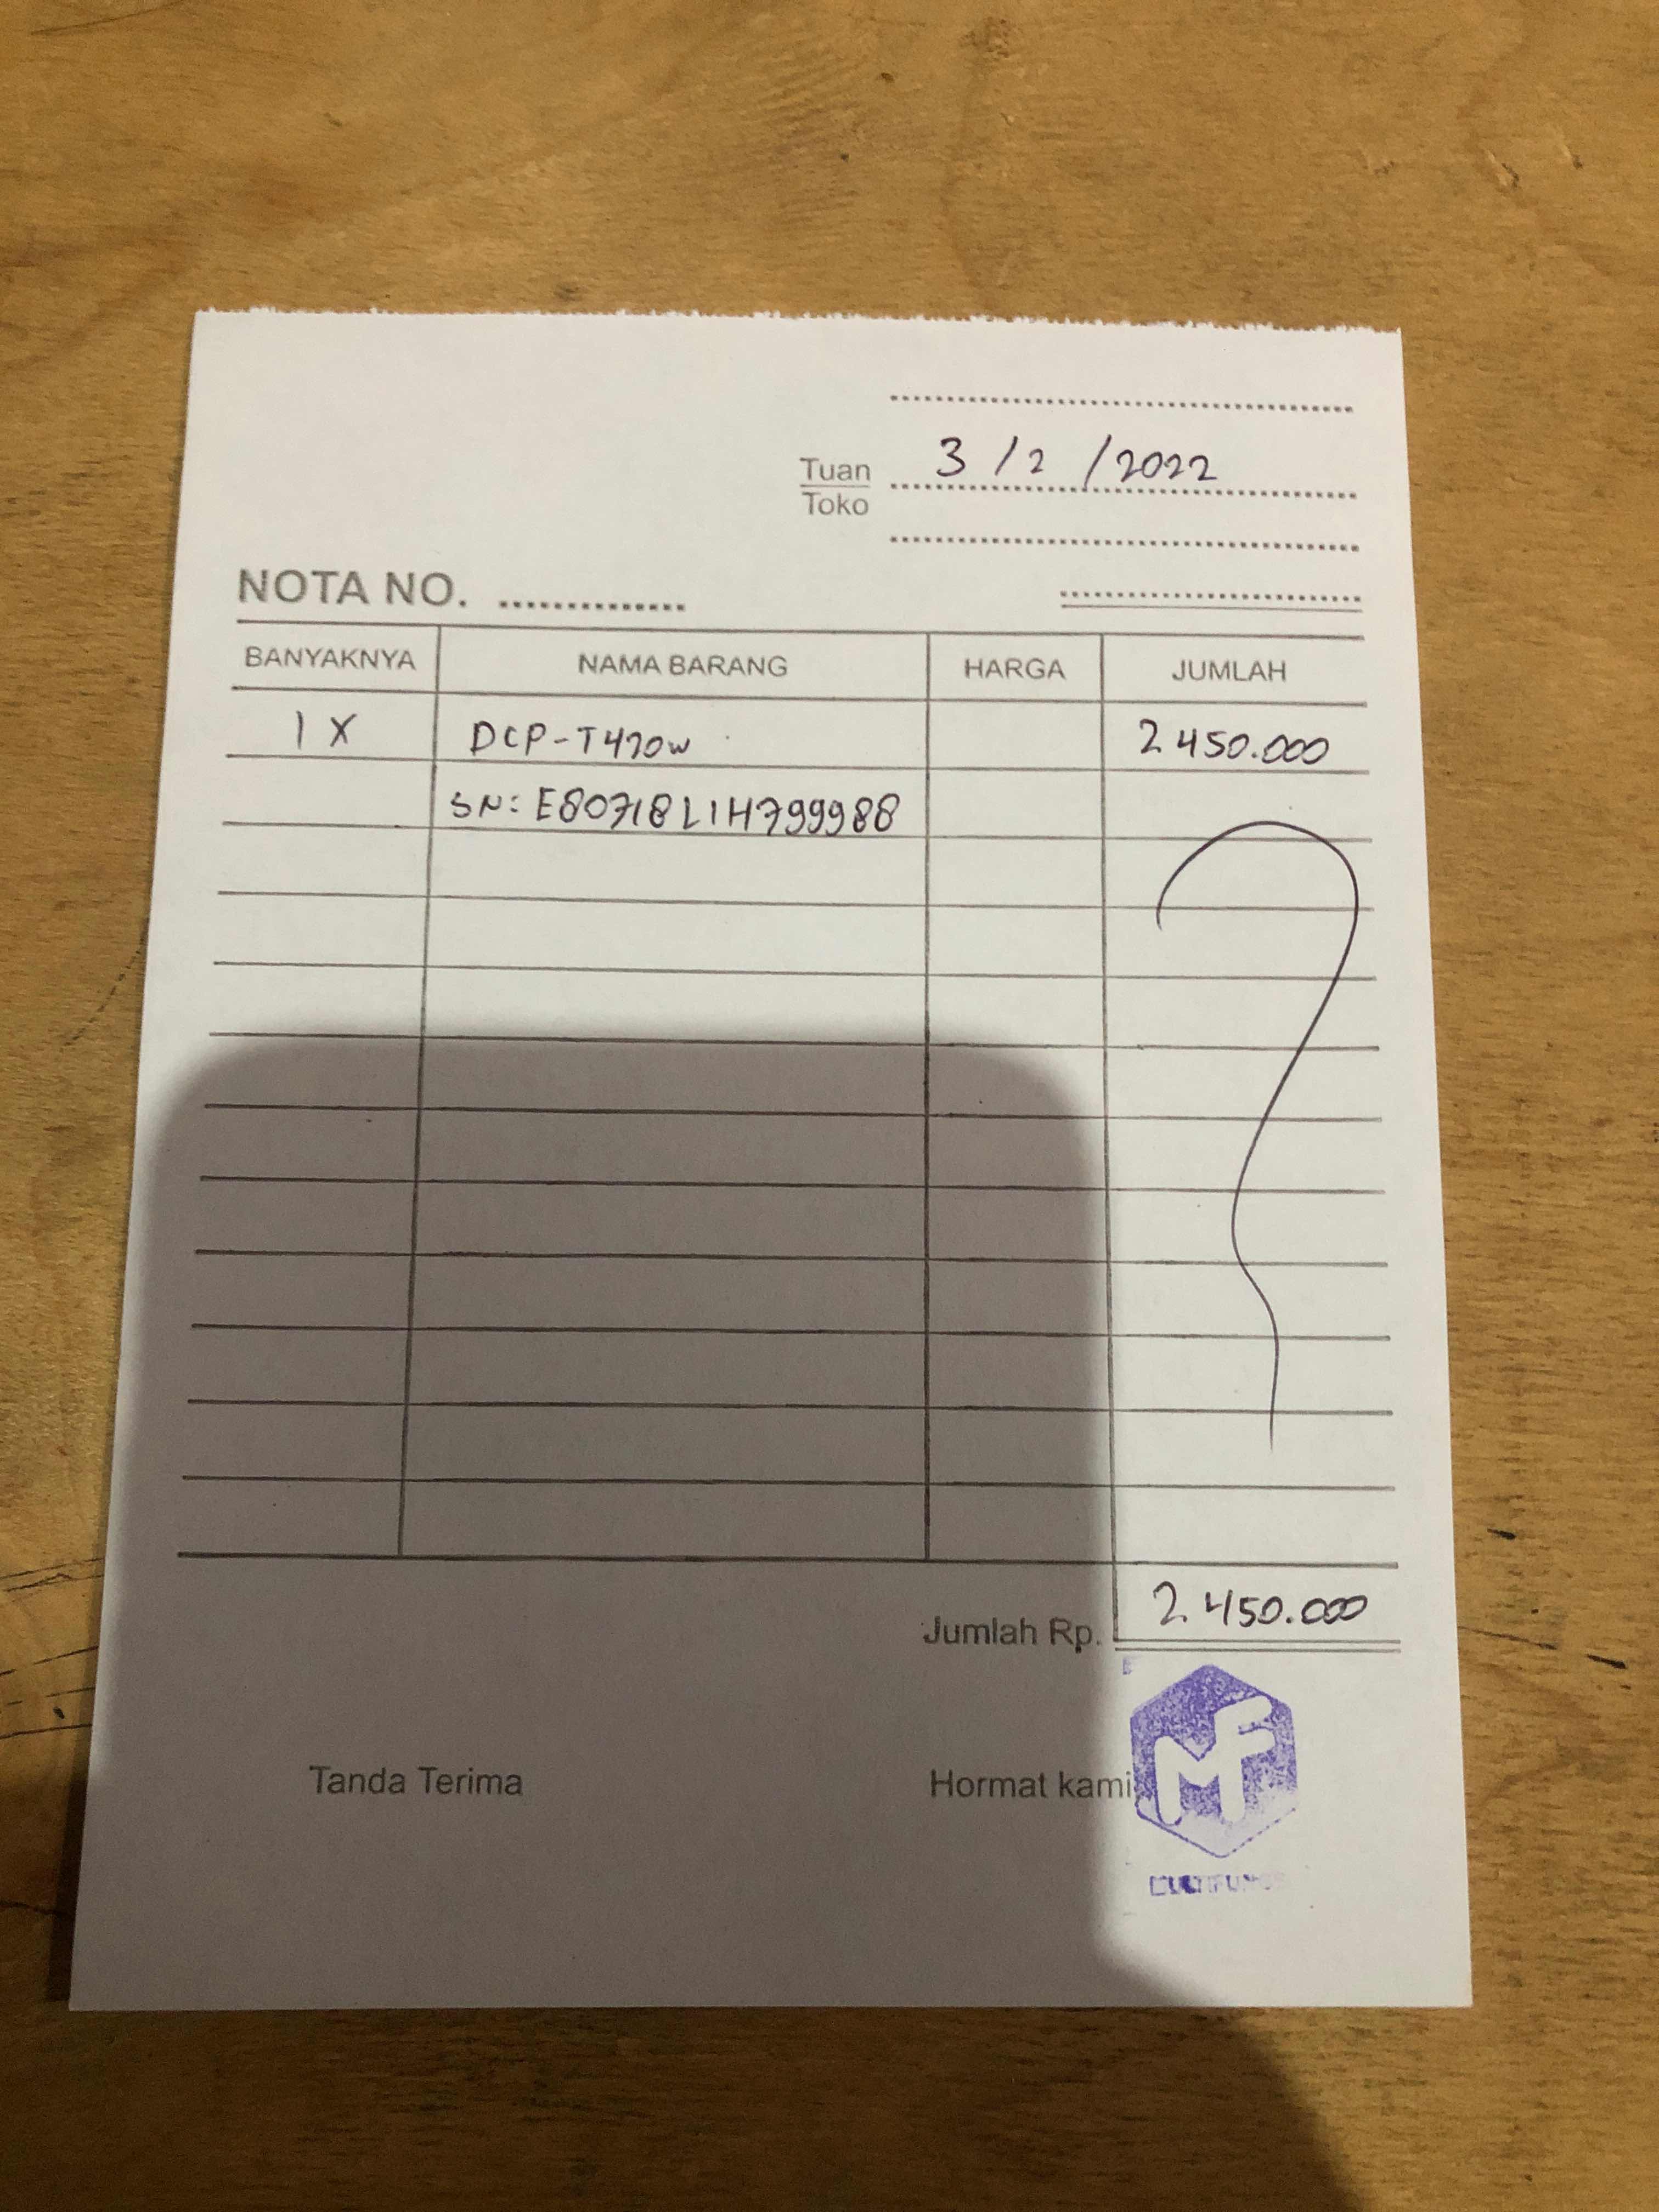 3/2/2022
Tuan
Toko
NOTA NO.
BANYAKNYA NAMA BARANG HARGA JUMLAH
1 X DCP-T420W 2 450.000
SN: E80718L1H799988
Jumlah Rp. 2.450.000
Tanda Terima Hormat kami
MF